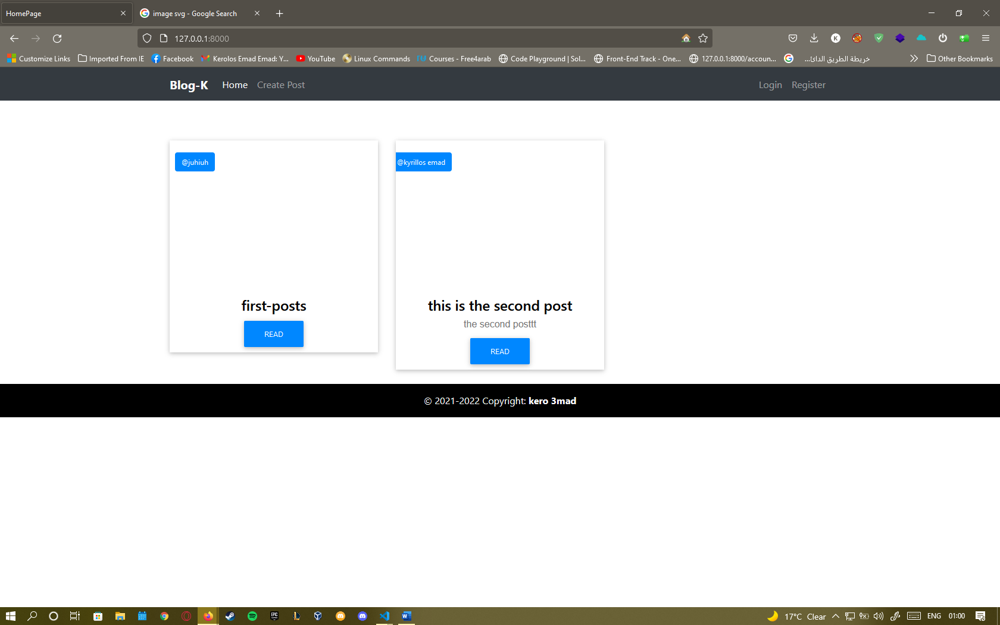 HomePage
image svg - Google Search
127.0.0.1:8000
Customize Links
Imported From IE
Facebook
Kerolos Emad Emad: Y...
YouTube
Linux Commands
Courses - Free4arab
Code Playground | Sol...
Front-End Track - One...
127.0.0.1:8000/accoun...
خريطة الطريق الدائ...
Other Bookmarks
Blog-K
Home
Create Post
Login
Register
@juhiuh
@kyrillos emad
first-posts
READ
this is the second post
the second posttt
READ
© 2021-2022 Copyright: kero 3mad
17°C Clear
ENG
01:00